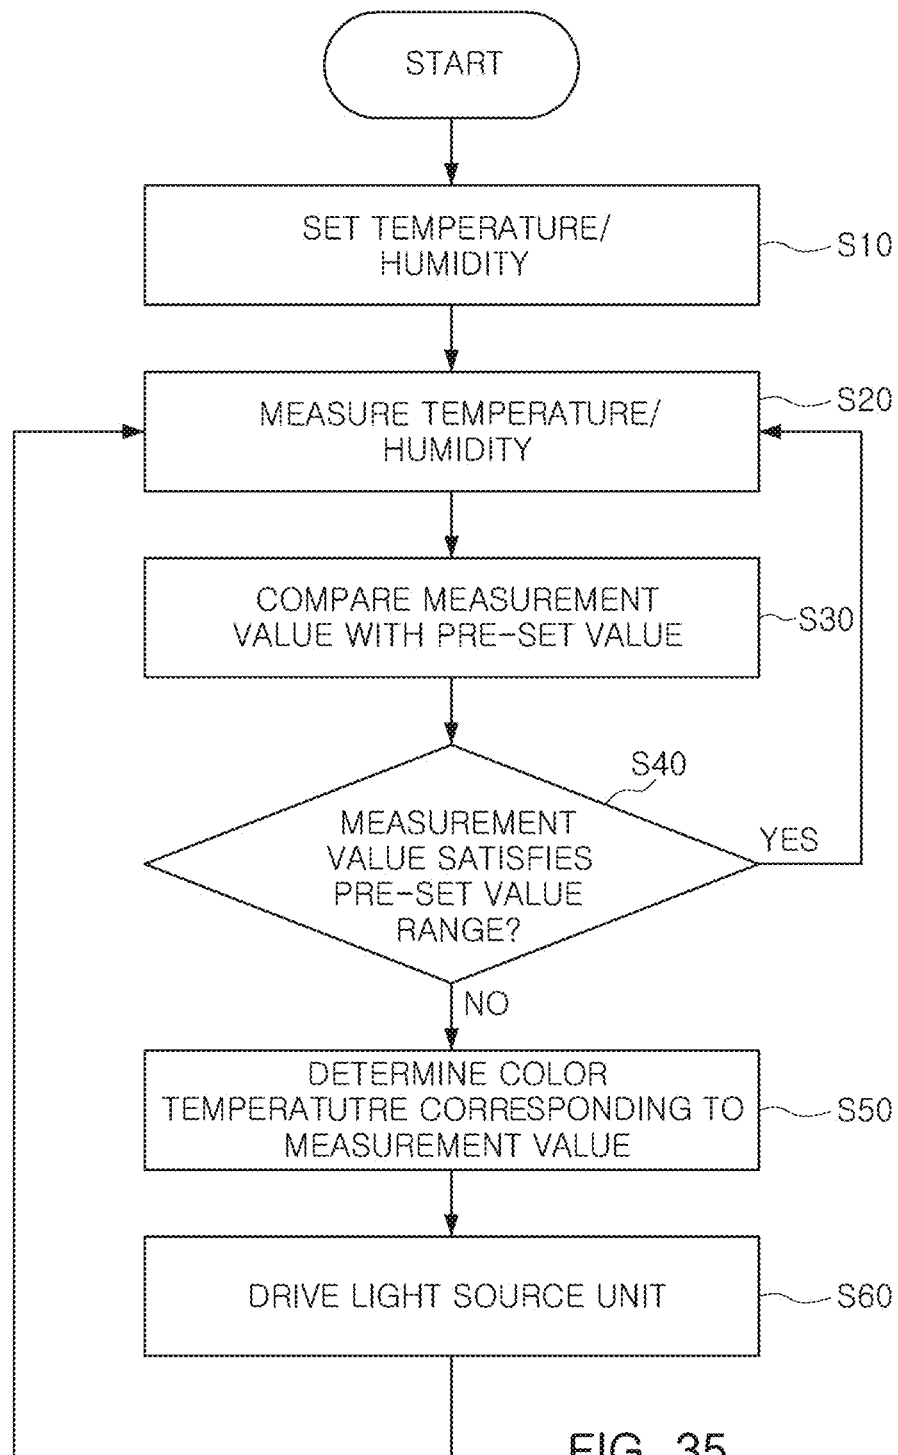 START
SET TEMPERATURE/
HUMIDITY
S10
MEASURE TEMPERATURE/
HUMIDITY
S20
COMPARE MEASUREMENT
VALUE WITH PRE-SET VALUE
S30
S40
MEASUREMENT
VALUE SATISFIES
PRE-SET VALUE
RANGE?
YES
NO
DETERMINE COLOR
TEMPERATUTRE CORRESPONDING TO
MEASUREMENT VALUE
S50
DRIVE LIGHT SOURCE UNIT
S60
FIG. 35